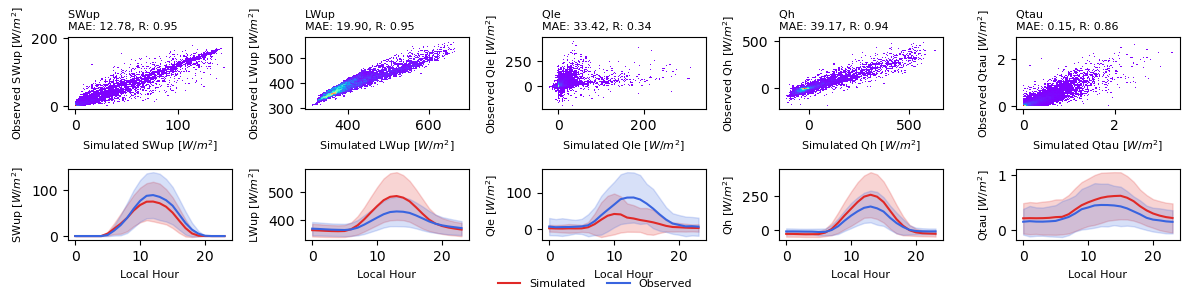 SWup
MAE: 12.78, R: 0.95
Observed SWup [W/m²]
200
0
0
100
Simulated SWup [W/m²]
LWup
MAE: 19.90, R: 0.95
Observed LWup [W/m²]
500
400
300
400
600
Simulated LWup [W/m²]
Qle
MAE: 33.42, R: 0.34
Observed Qle [W/m²]
250
0
0
200
Simulated Qle [W/m²]
Qh
MAE: 39.17, R: 0.94
Observed Qh [W/m²]
500
0
0
500
Simulated Qh [W/m²]
Qtau
MAE: 0.15, R: 0.86
Observed Qtau [W/m²]
2
0
0
2
Simulated Qtau [W/m²]
SWup [W/m²]
100
0
0
10
20
Local Hour
LWup [W/m²]
500
400
0
10
20
Local Hour
Qle [W/m²]
100
0
0
10
20
Local Hour
Qh [W/m²]
250
0
0
10
20
Local Hour
Qtau [W/m²]
1
0
0
10
20
Local Hour
Simulated
Observed